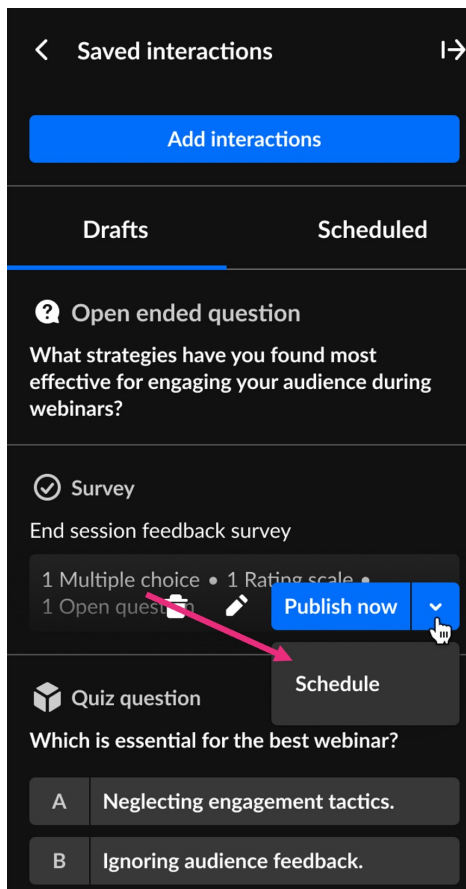 Saved interactions
Add interactions
Drafts
Scheduled
Open ended question
What strategies have you found most
effective for engaging your audience during
webinars?
Survey
End session feedback survey
1 Multiple choice • 1 Rating scale •
1 Open question
Publish now
Schedule
Quiz question
Which is essential for the best webinar?
A
Neglecting engagement tactics.
B
Ignoring audience feedback.